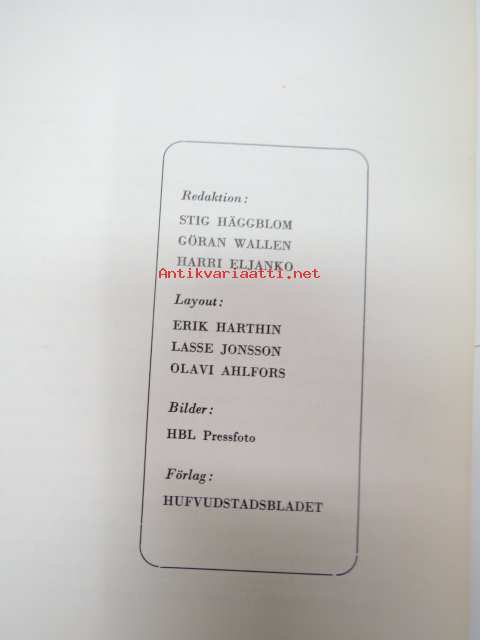 Redaktion:
STIG HÄGGBLOM
GÖRAN WALLEN
HARRI ELJANKO
Antikvariaatti.net
Layout:
ERIK HARTHIN
LASSE JONSSON
OLAVI AHLFORS
Bilder:
HBL Pressfoto
Förlag:
HUFVUDSTADSBLADET